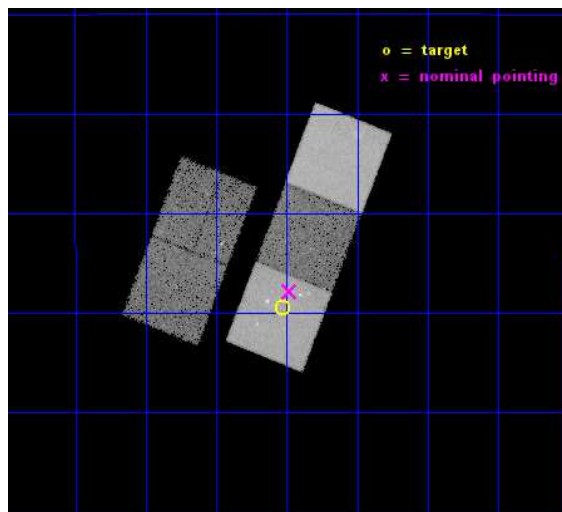 o = target
x = nominal pointing